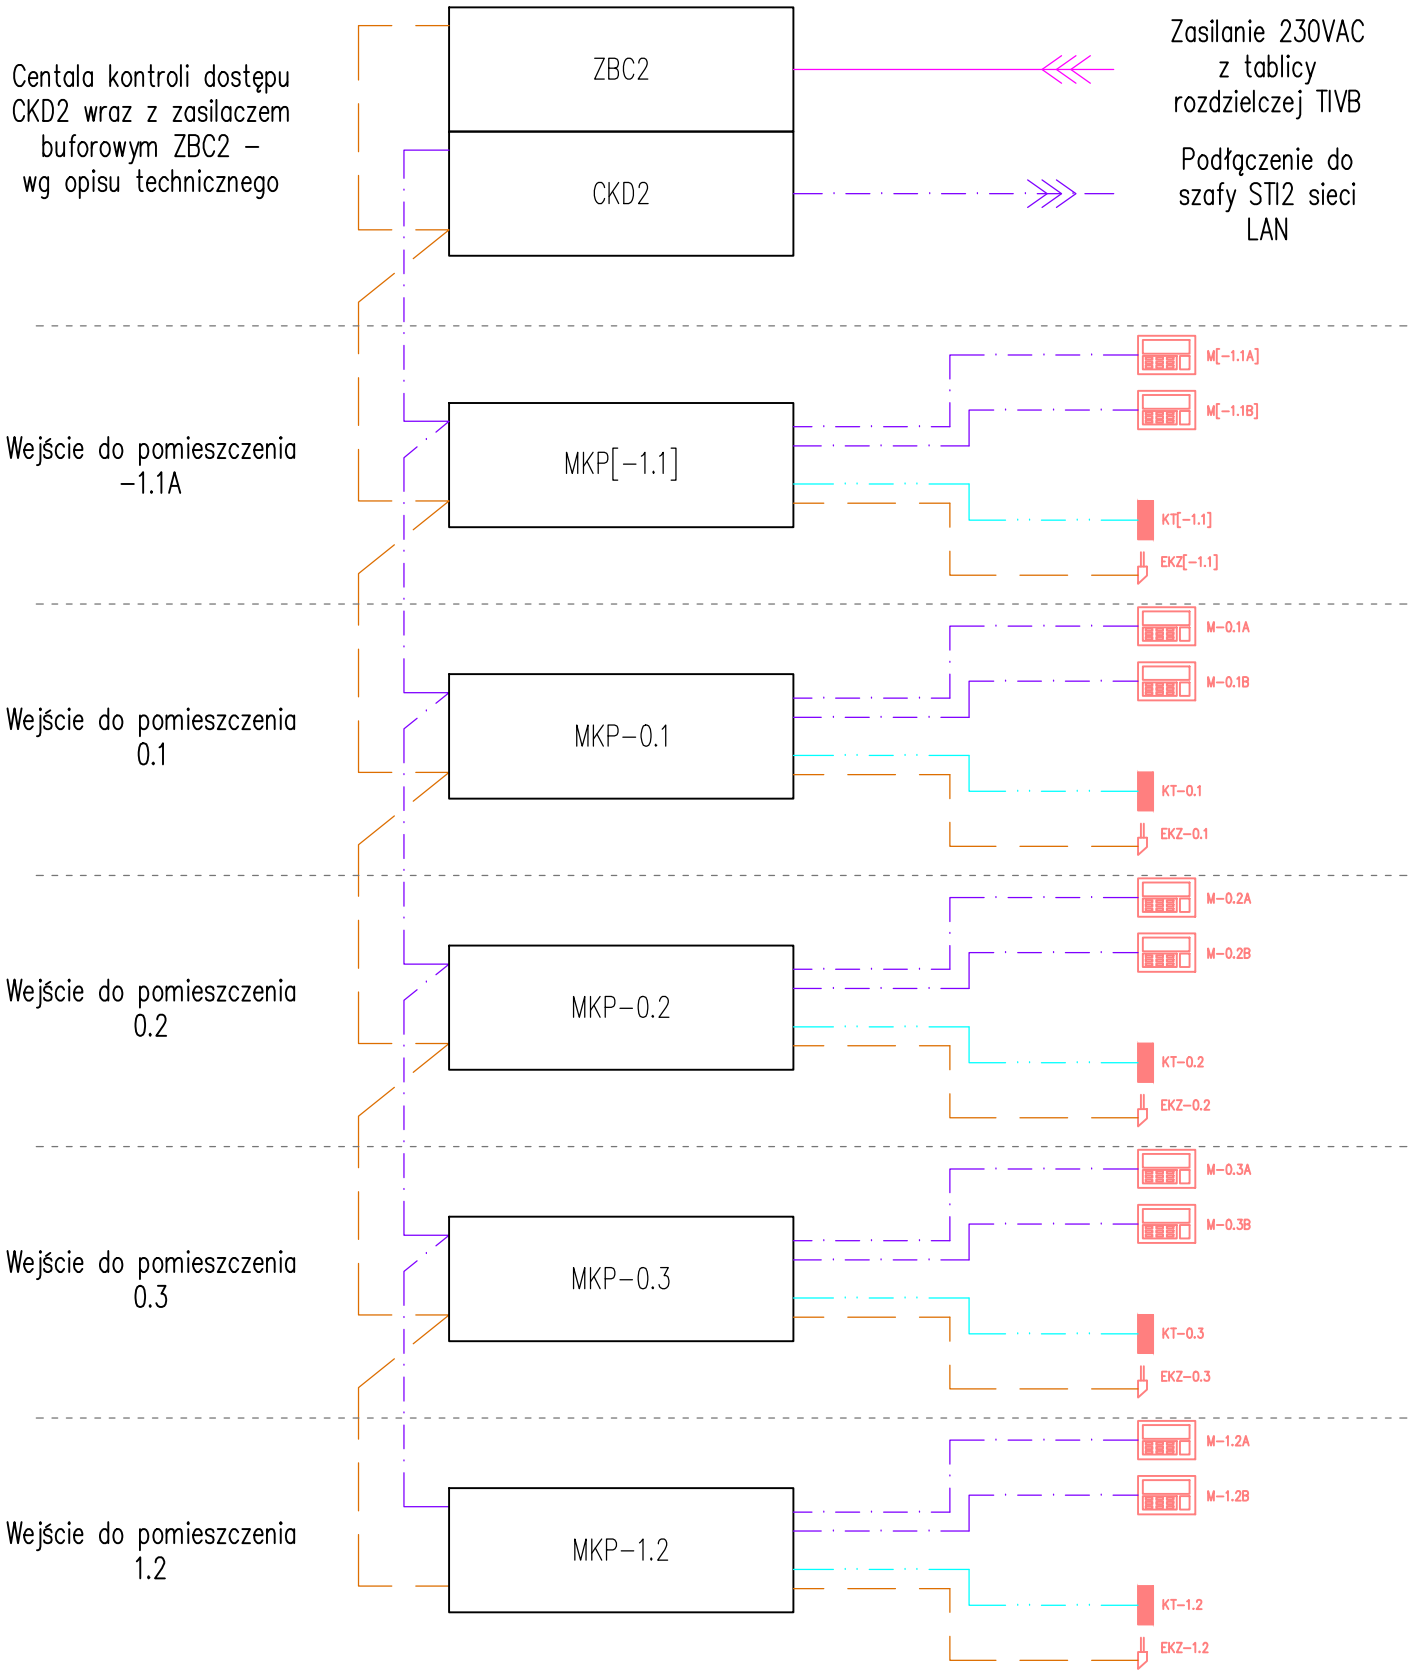 Centala kontroli dostępu
CKD2 wraz z zasilaczem
buforowym ZBC2 –
wg opisu technicznego
ZBC2
CKD2
Zasilanie 230VAC
z tablicy
rozdzielczej TIVB
Podłączenie do
szafy STI2 sieci
LAN
Wejście do pomieszczenia
-1.1A
MKP[-1.1]
M[-1.1A]
M[-1.1B]
KT[-1.1]
EKZ[-1.1]
Wejście do pomieszczenia
0.1
MKP-0.1
M-0.1A
M-0.1B
KT-0.1
EKZ-0.1
Wejście do pomieszczenia
0.2
MKP-0.2
M-0.2A
M-0.2B
KT-0.2
EKZ-0.2
Wejście do pomieszczenia
0.3
MKP-0.3
M-0.3A
M-0.3B
KT-0.3
EKZ-0.3
Wejście do pomieszczenia
1.2
MKP-1.2
M-1.2A
M-1.2B
KT-1.2
EKZ-1.2